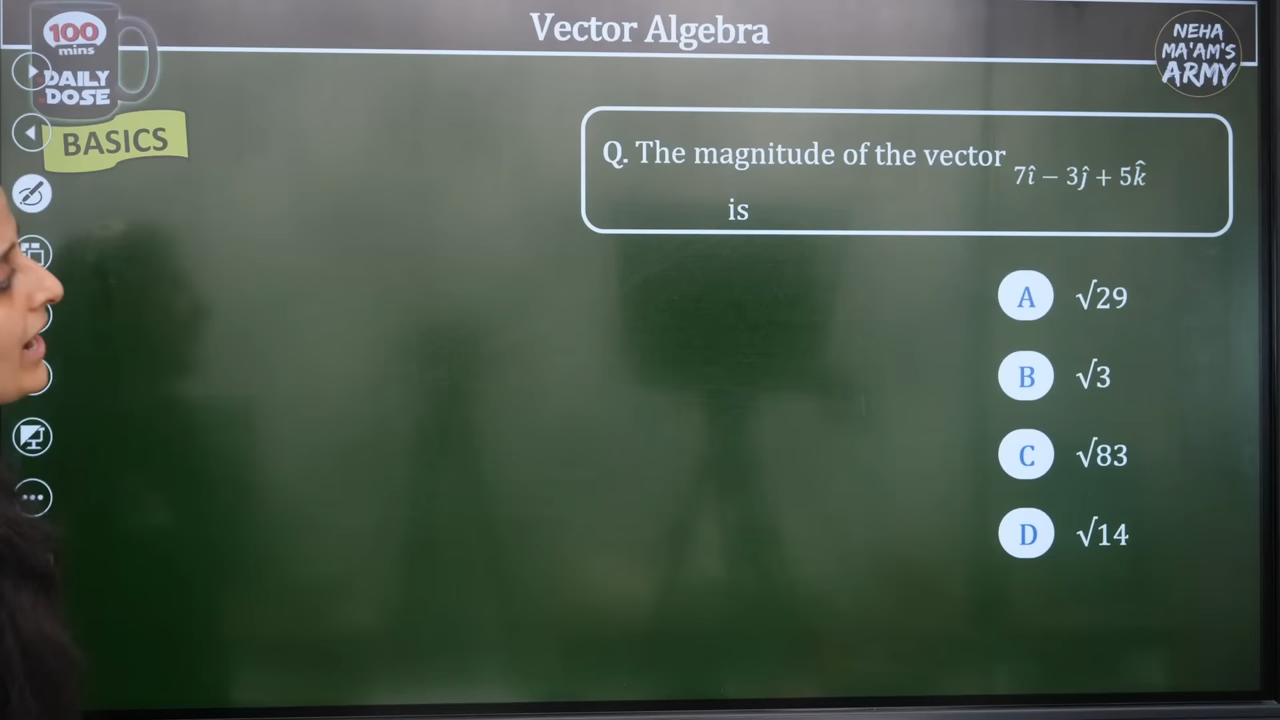 Vector Algebra
100
mins
DAILY
DOSE
BASICS
NEHA
MA'AM'S
ARMY
Q. The magnitude of the vector 7î − 3ĵ + 5k̂
is
A √29
B √3
C √83
D √14